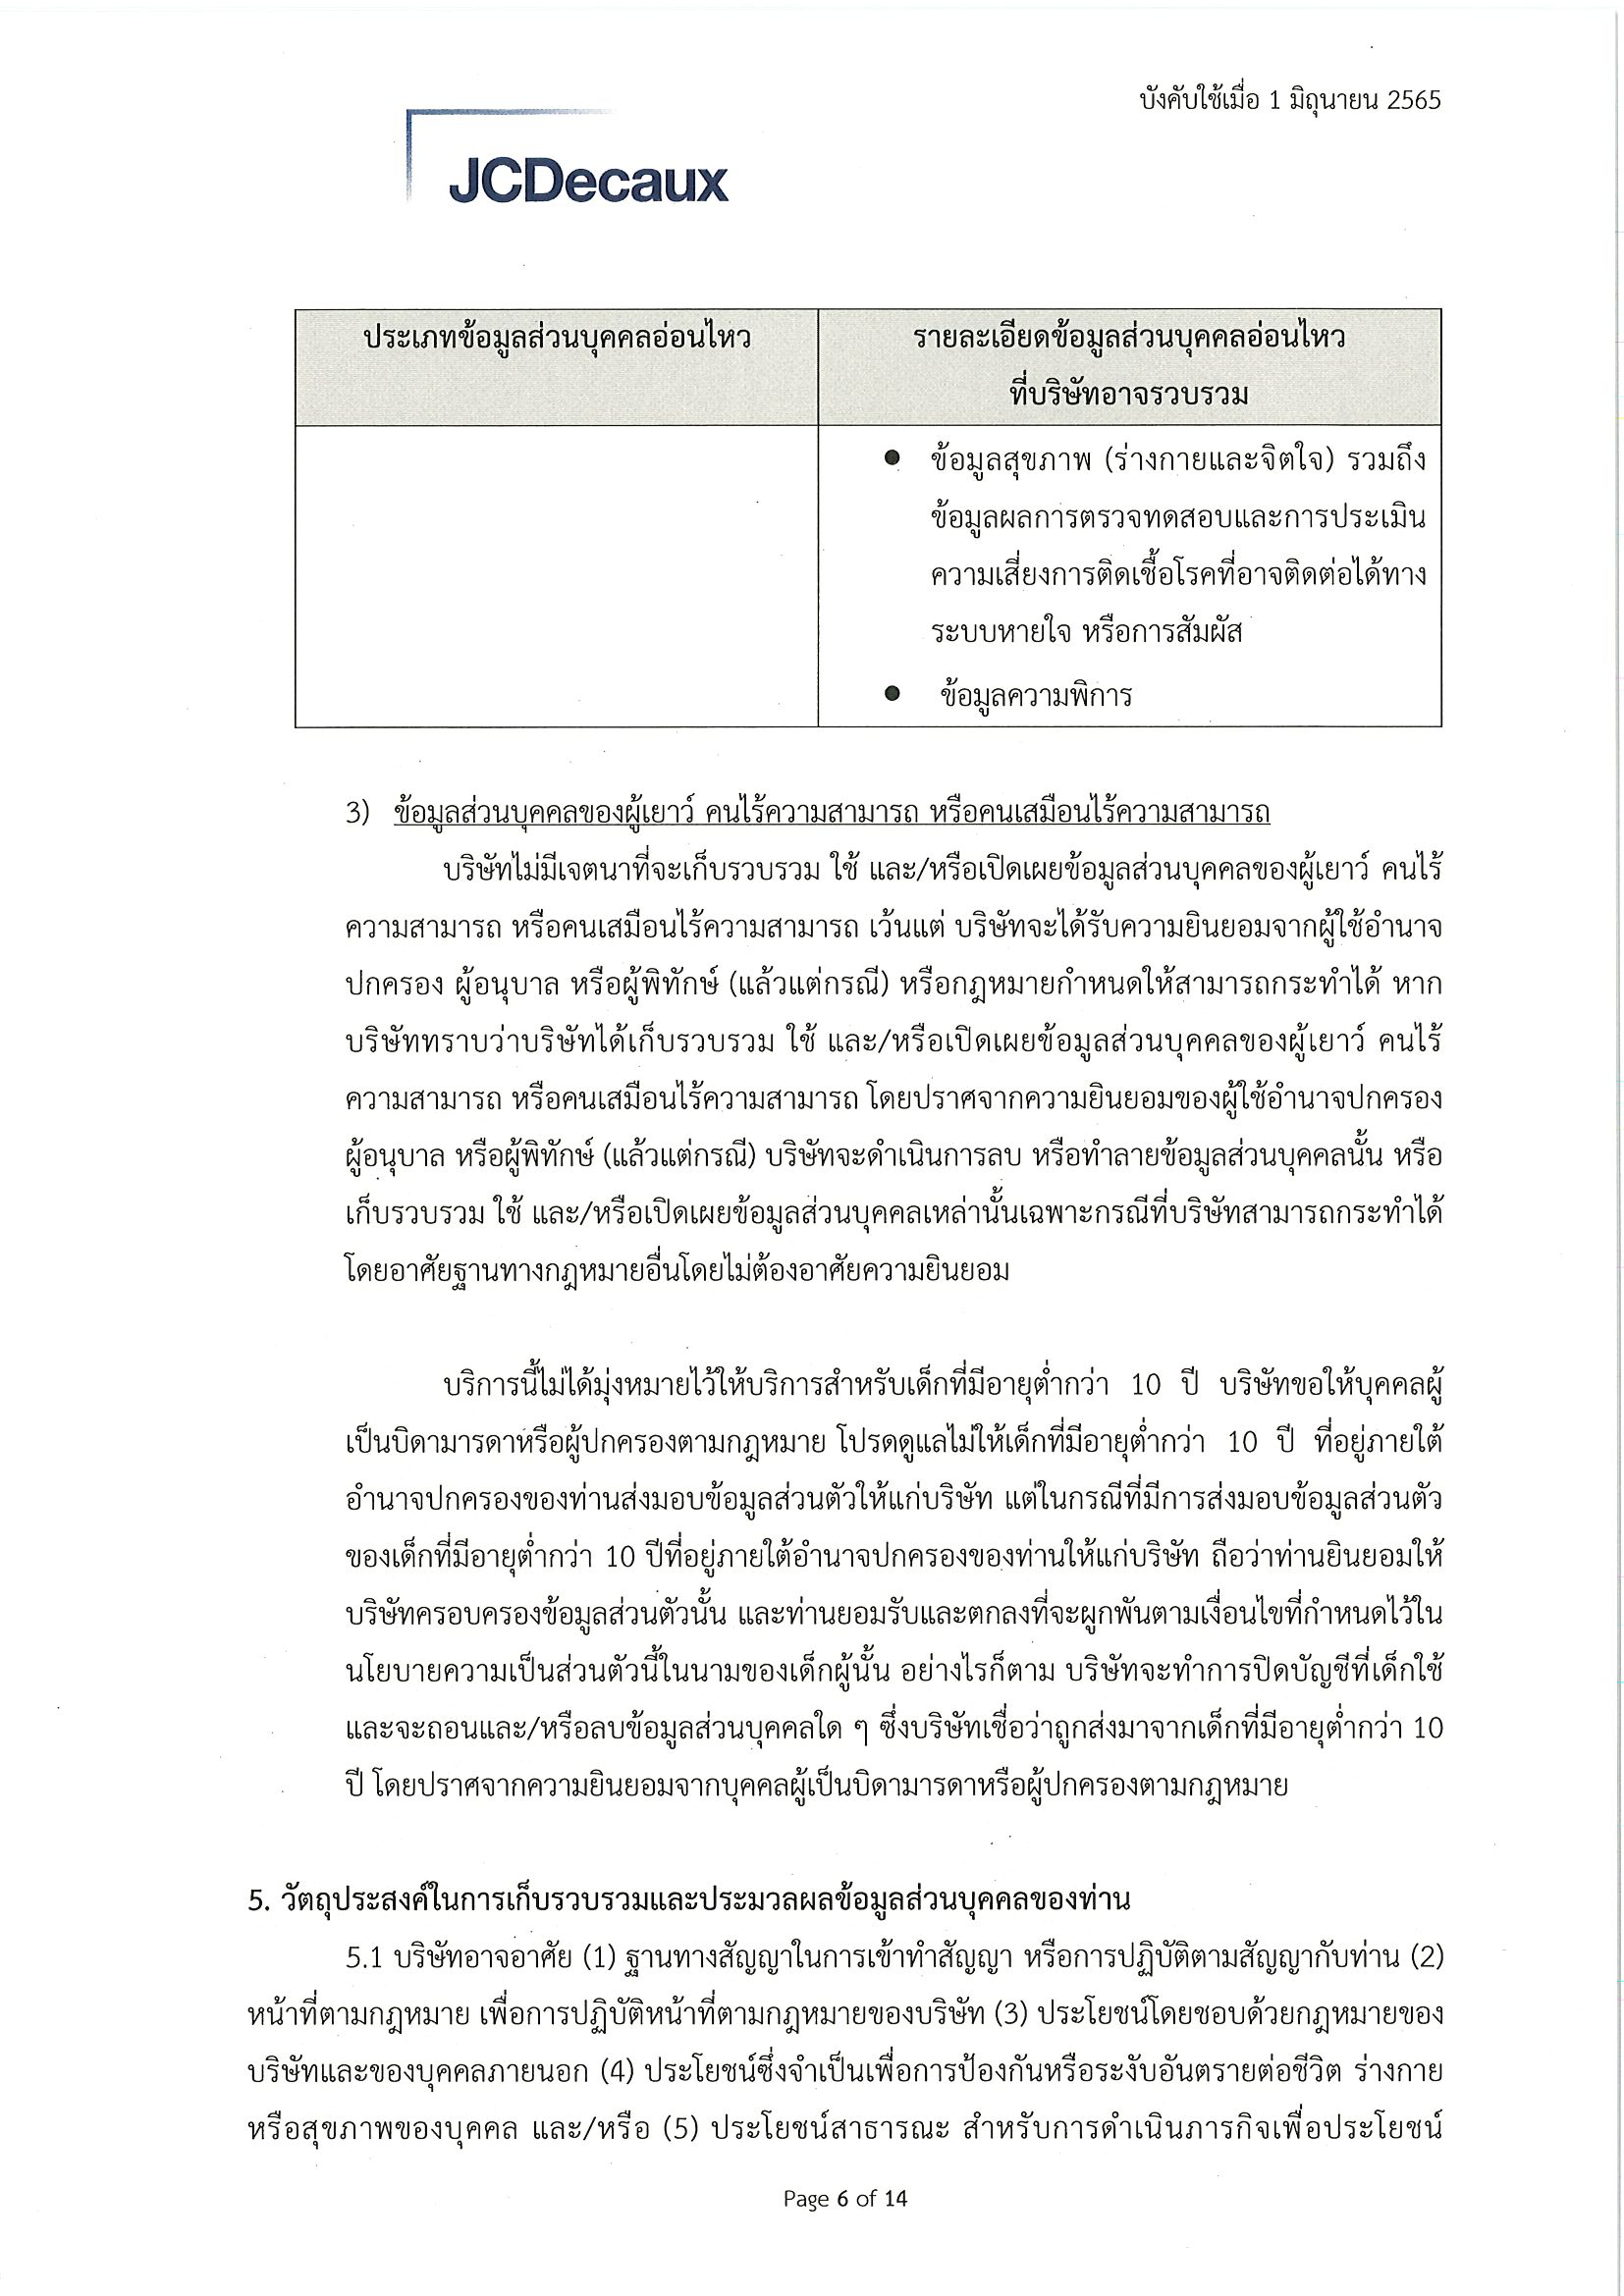 บังคับใช้เมื่อ 1 มิถุนายน 2565
JCDecaux
ประเภทข้อมูลส่วนบุคคลอ่อนไหว
รายละเอียดข้อมูลส่วนบุคคลอ่อนไหว
ที่บริษัทอาจรวบรวม
● ข้อมูลสุขภาพ (ร่างกายและจิตใจ) รวมถึง
ข้อมูลผลการตรวจทดสอบและการประเมิน
ความเสี่ยงการติดเชื้อโรคที่อาจติดต่อได้ทาง
ระบบหายใจ หรือการสัมผัส
● ข้อมูลความพิการ
3) ข้อมูลส่วนบุคคลของผู้เยาว์ คนไร้ความสามารถ หรือคนเสมือนไร้ความสามารถ
บริษัทไม่มีเจตนาที่จะเก็บรวบรวม ใช้ และ/หรือเปิดเผยข้อมูลส่วนบุคคลของผู้เยาว์ คนไร้
ความสามารถ หรือคนเสมือนไร้ความสามารถ เว้นแต่ บริษัทจะได้รับความยินยอมจากผู้ใช้อำนาจ
ปกครอง ผู้อนุบาล หรือผู้พิทักษ์ (แล้วแต่กรณี) หรือกฎหมายกำหนดให้สามารถกระทำได้ หาก
บริษัททราบว่าบริษัทได้เก็บรวบรวม ใช้ และ/หรือเปิดเผยข้อมูลส่วนบุคคลของผู้เยาว์ คนไร้
ความสามารถ หรือคนเสมือนไร้ความสามารถ โดยปราศจากความยินยอมของผู้ใช้อำนาจปกครอง
ผู้อนุบาล หรือผู้พิทักษ์ (แล้วแต่กรณี) บริษัทจะดำเนินการลบ หรือทำลายข้อมูลส่วนบุคคลนั้น หรือ
เก็บรวบรวม ใช้ และ/หรือเปิดเผยข้อมูลส่วนบุคคลเหล่านั้นเฉพาะกรณีที่บริษัทสามารถกระทำได้
โดยอาศัยฐานทางกฎหมายอื่นโดยไม่ต้องอาศัยความยินยอม
บริการนี้ไม่ได้มุ่งหมายไว้ให้บริการสำหรับเด็กที่มีอายุต่ำกว่า 10 ปี บริษัทขอให้บุคคลผู้
เป็นบิดามารดาหรือผู้ปกครองตามกฎหมาย โปรดดูแลไม่ให้เด็กที่มีอายุต่ำกว่า 10 ปี ที่อยู่ภายใต้
อำนาจปกครองของท่านส่งมอบข้อมูลส่วนตัวให้แก่บริษัท แต่ในกรณีที่มีการส่งมอบข้อมูลส่วนตัว
ของเด็กที่มีอายุต่ำกว่า 10 ปีที่อยู่ภายใต้อำนาจปกครองของท่านให้แก่บริษัท ถือว่าท่านยินยอมให้
บริษัทครอบครองข้อมูลส่วนตัวนั้น และท่านยอมรับและตกลงที่จะผูกพันตามเงื่อนไขที่กำหนดไว้ใน
นโยบายความเป็นส่วนตัวนี้ในนามของเด็กผู้นั้น อย่างไรก็ตาม บริษัทจะทำการปิดบัญชีที่เด็กใช้
และจะถอนและ/หรือลบข้อมูลส่วนบุคคลใด ๆ ซึ่งบริษัทเชื่อว่าถูกส่งมาจากเด็กที่มีอายุต่ำกว่า 10
ปี โดยปราศจากความยินยอมจากบุคคลผู้เป็นบิดามารดาหรือผู้ปกครองตามกฎหมาย
5. วัตถุประสงค์ในการเก็บรวบรวมและประมวลผลข้อมูลส่วนบุคคลของท่าน
5.1 บริษัทอาจอาศัย (1) ฐานทางสัญญาในการเข้าทำสัญญา หรือการปฏิบัติตามสัญญากับท่าน (2)
หน้าที่ตามกฎหมาย เพื่อการปฏิบัติหน้าที่ตามกฎหมายของบริษัท (3) ประโยชน์โดยชอบด้วยกฎหมายของ
บริษัทและของบุคคลภายนอก (4) ประโยชน์ซึ่งจำเป็นเพื่อการป้องกันหรือระงับอันตรายต่อชีวิต ร่างกาย
หรือสุขภาพของบุคคล และ/หรือ (5) ประโยชน์สาธารณะ สำหรับการดำเนินภารกิจเพื่อประโยชน์
Page 6 of 14